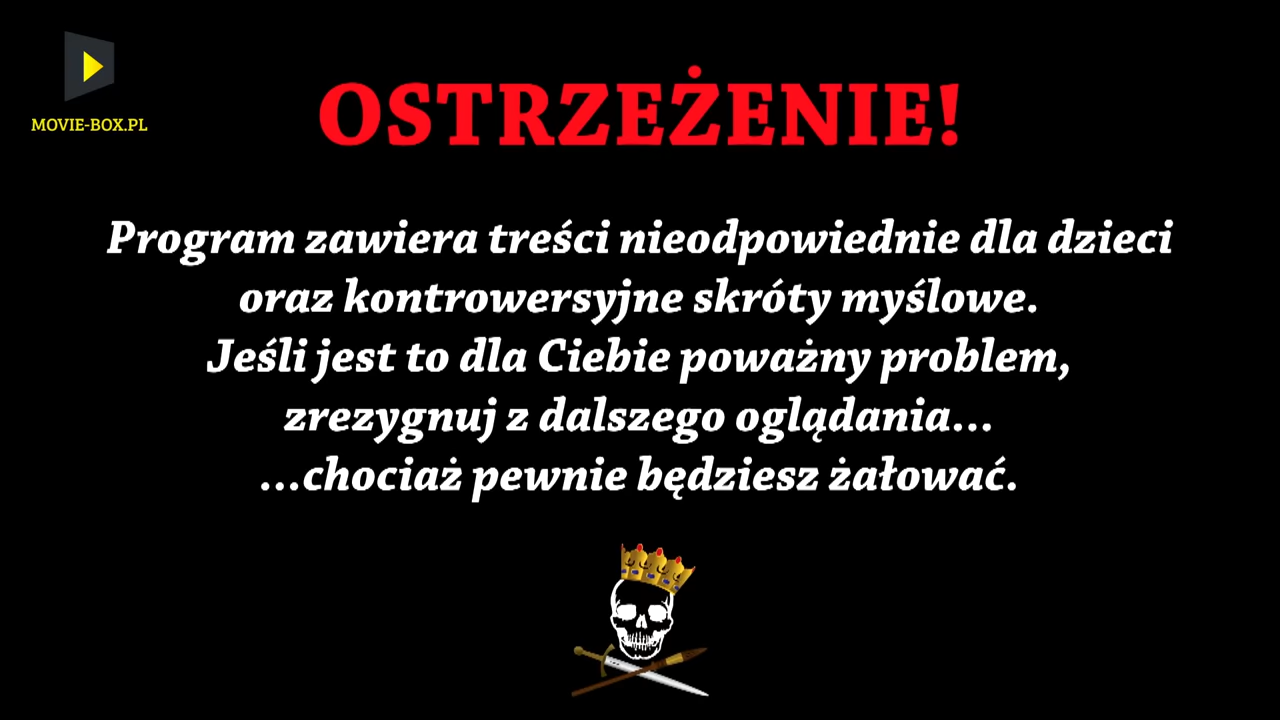 MOVIE-BOX.PL
OSTRZEŻENIE!
Program zawiera treści nieodpowiednie dla dzieci
oraz kontrowersyjne skróty myślowe.
Jeśli jest to dla Ciebie poważny problem,
zrezygnuj z dalszego oglądania...
...chociaż pewnie będziesz żałować.